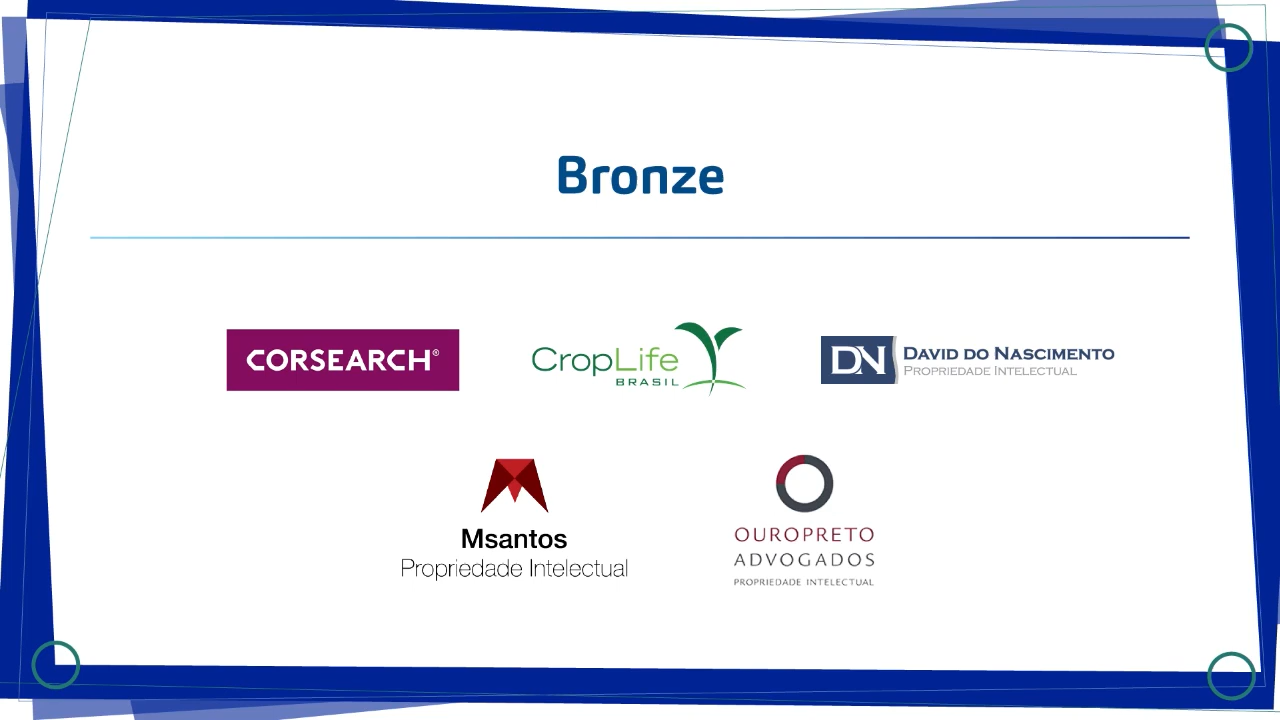 Bronze
CORSEARCH®
CropLife
BRASIL
DN
DAVID DO NASCIMENTO
PROPRIEDADE INTELECTUAL
Msantos
Propriedade Intelectual
OUROPRETO
ADVOGADOS
PROPRIEDADE INTELECTUAL